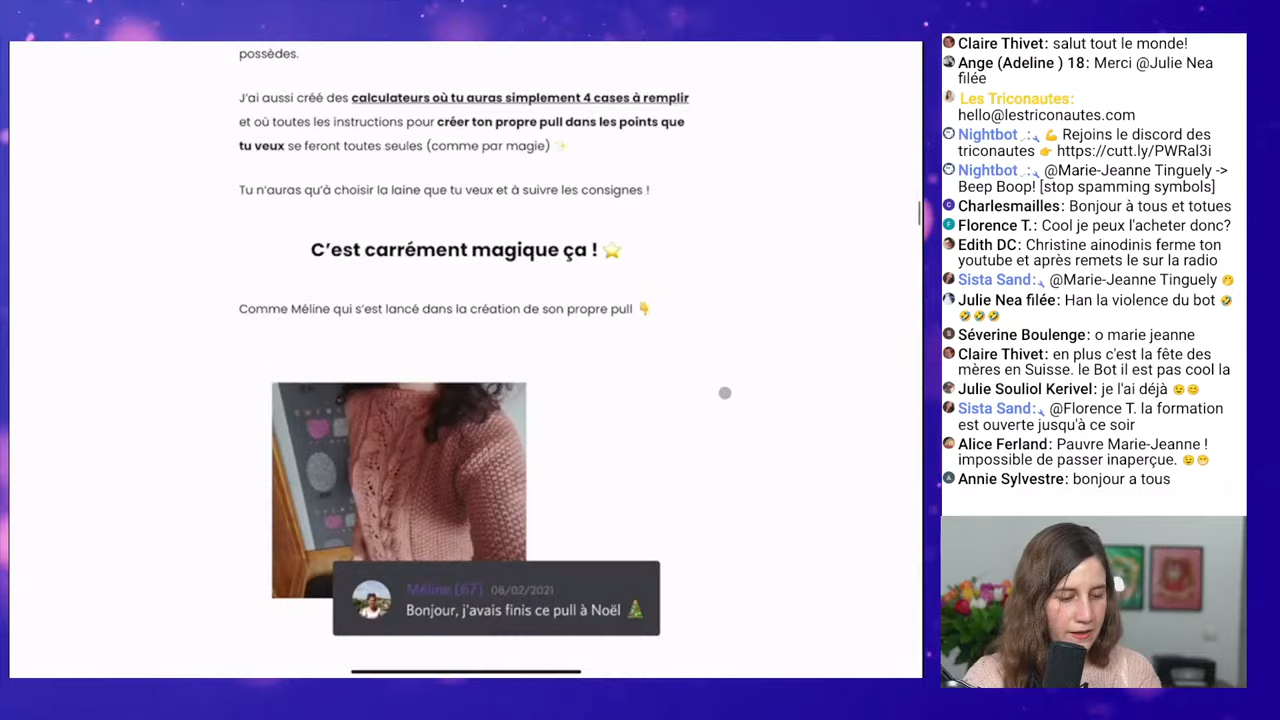 possèdes.
J'ai aussi créé des calculateurs où tu auras simplement 4 cases à remplir
et où toutes les instructions pour créer ton propre pull dans les points que
tu veux se feront toutes seules (comme par magie) ✨
Tu n'auras qu'à choisir la laine que tu veux et à suivre les consignes !
C'est carrément magique ça ! ⭐
Comme Méline qui s'est lancé dans la création de son propre pull 👇
Méline (67) 06/02/2021
Bonjour, j'avais finis ce pull à Noël 🎄
Claire Thivet: salut tout le monde!
Ange (Adeline ) 18: Merci @Julie Nea
filée
Les Triconautes:
hello@lestriconautes.com
Nightbot: 💪 Rejoins le discord des
triconautes 👉 https://cutt.ly/PWRal3i
Nightbot: @Marie-Jeanne Tinguely ->
Beep Boop! [stop spamming symbols]
Charlesmailles: Bonjour à tous et totues
Florence T.: Cool je peux l'acheter donc?
Edith DC: Christine ainodinis ferme ton
youtube et après remets le sur la radio
Sista Sand: @Marie-Jeanne Tinguely 🤭
Julie Nea filée: Han la violence du bot 🤣
🤣🤣🤣
Séverine Boulenge: o marie jeanne
Claire Thivet: en plus c'est la fête des
mères en Suisse. le Bot il est pas cool la
Julie Souliol Kerivel: je l'ai déjà 😉😊
Sista Sand: @Florence T. la formation
est ouverte jusqu'à ce soir
Alice Ferland: Pauvre Marie-Jeanne !
impossible de passer inaperçue. 😉😁
Annie Sylvestre: bonjour a tous